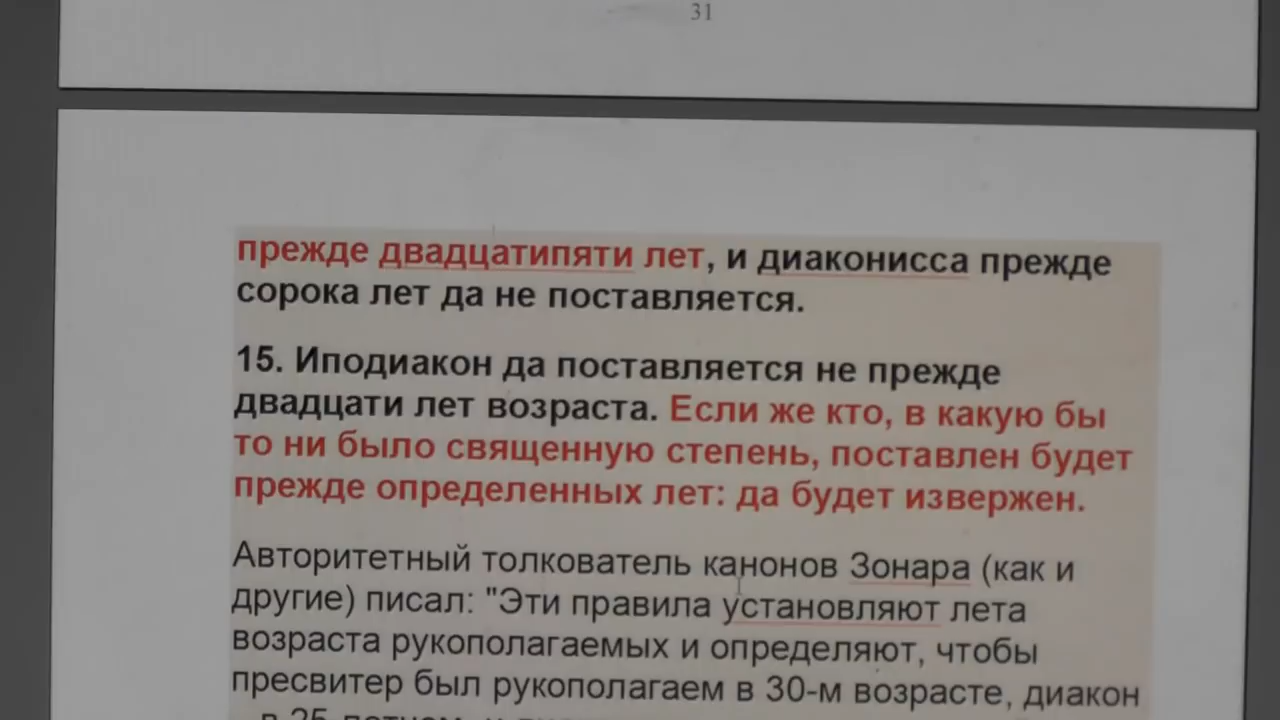 31
прежде двадцатипяти лет, и диаконисса прежде
сорока лет да не поставляется.
15. Иподиакон да поставляется не прежде
двадцати лет возраста. Если же кто, в какую бы
то ни было священную степень, поставлен будет
прежде определенных лет: да будет извержен.
Авторитетный толкователь канонов Зонара (как и
другие) писал: "Эти правила установляют лета
возраста рукополагаемых и определяют, чтобы
пресвитер был рукополагаем в 30-м возрасте, диакон